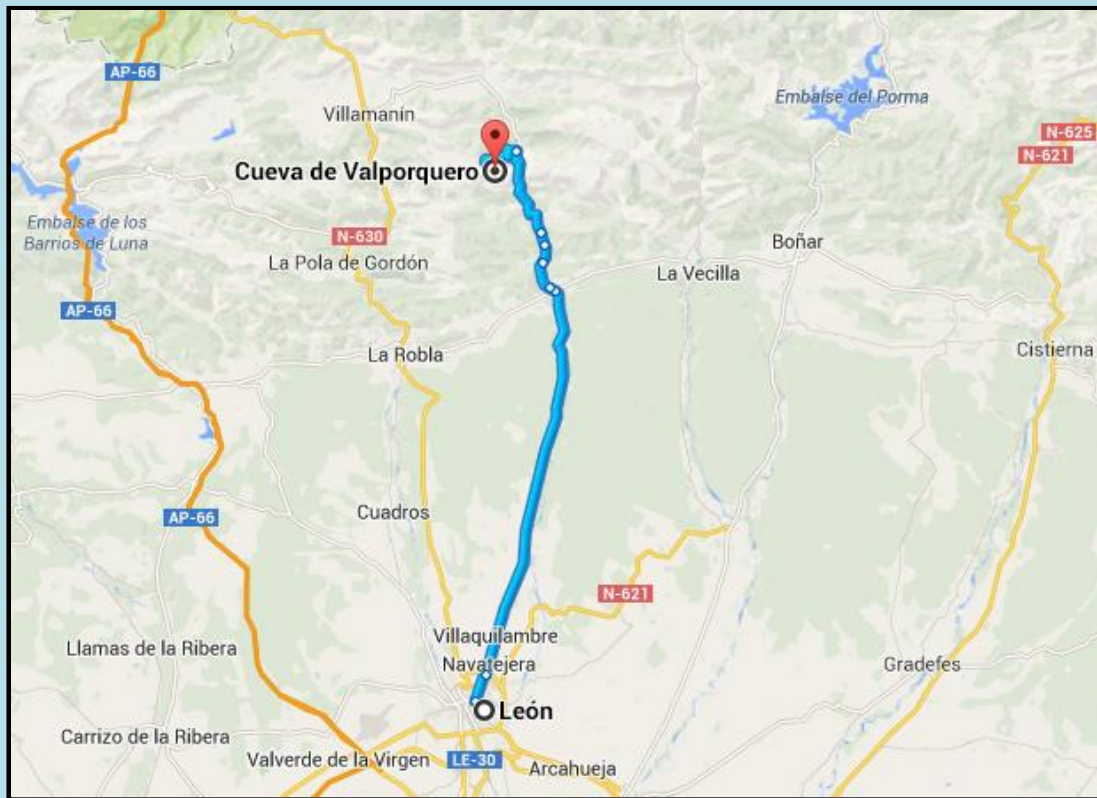 AP-66
Villamanín
Embalse del Porma
N-625
N-621
Cueva de Valporquero
Embalse de los
Barrios de Luna
N-630
La Pola de Gordón
La Vecilla
Boñar
AP-66
La Robla
Cistierna
Cuadros
AP-66
N-621
Villaquilambre
Llamas de la Ribera
Navatejera
Gradefes
León
Carrizo de la Ribera
Valverde de la Virgen
LE-30
Arcahueja